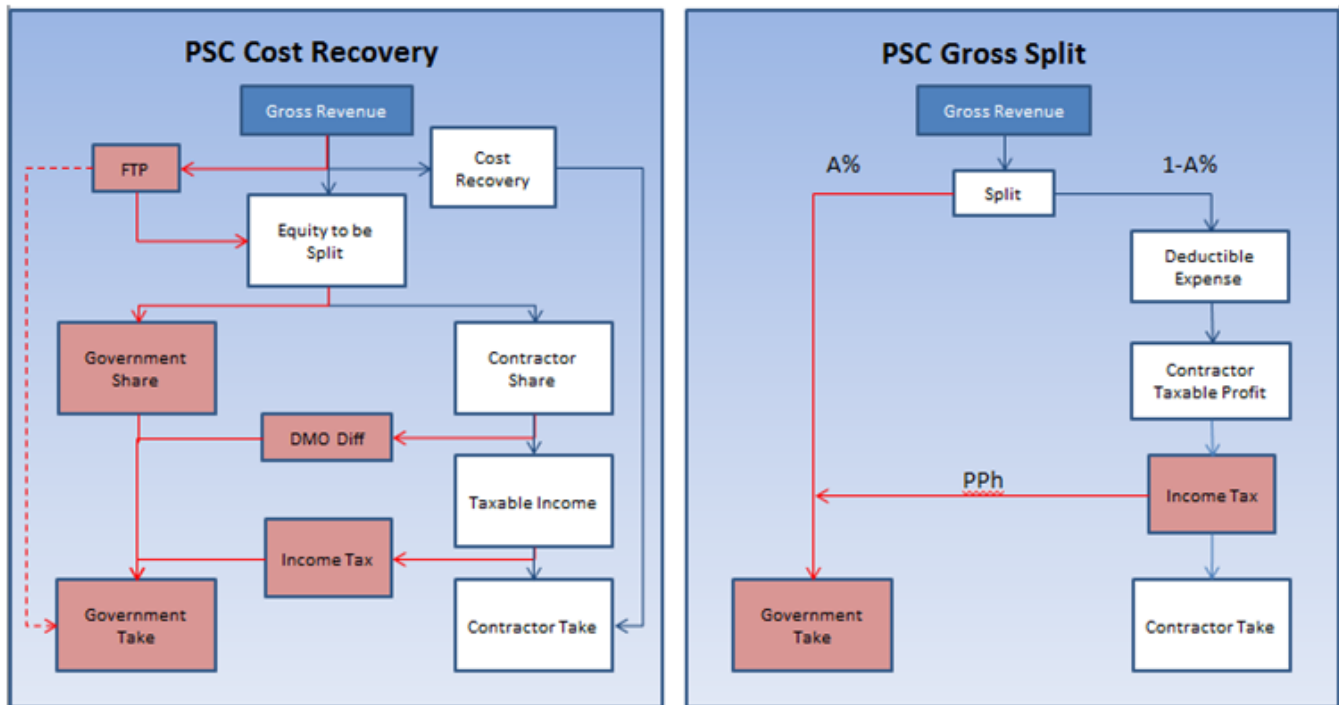 PSC Cost Recovery
Gross Revenue
FTP
Cost
Recovery
Equity to be
Split
Government
Share
Contractor
Share
DMO Diff
Taxable Income
Income Tax
Government
Take
Contractor Take
PSC Gross Split
Gross Revenue
A%
1-A%
Split
Deductible
Expense
Contractor
Taxable Profit
PPh
Income Tax
Government
Take
Contractor Take